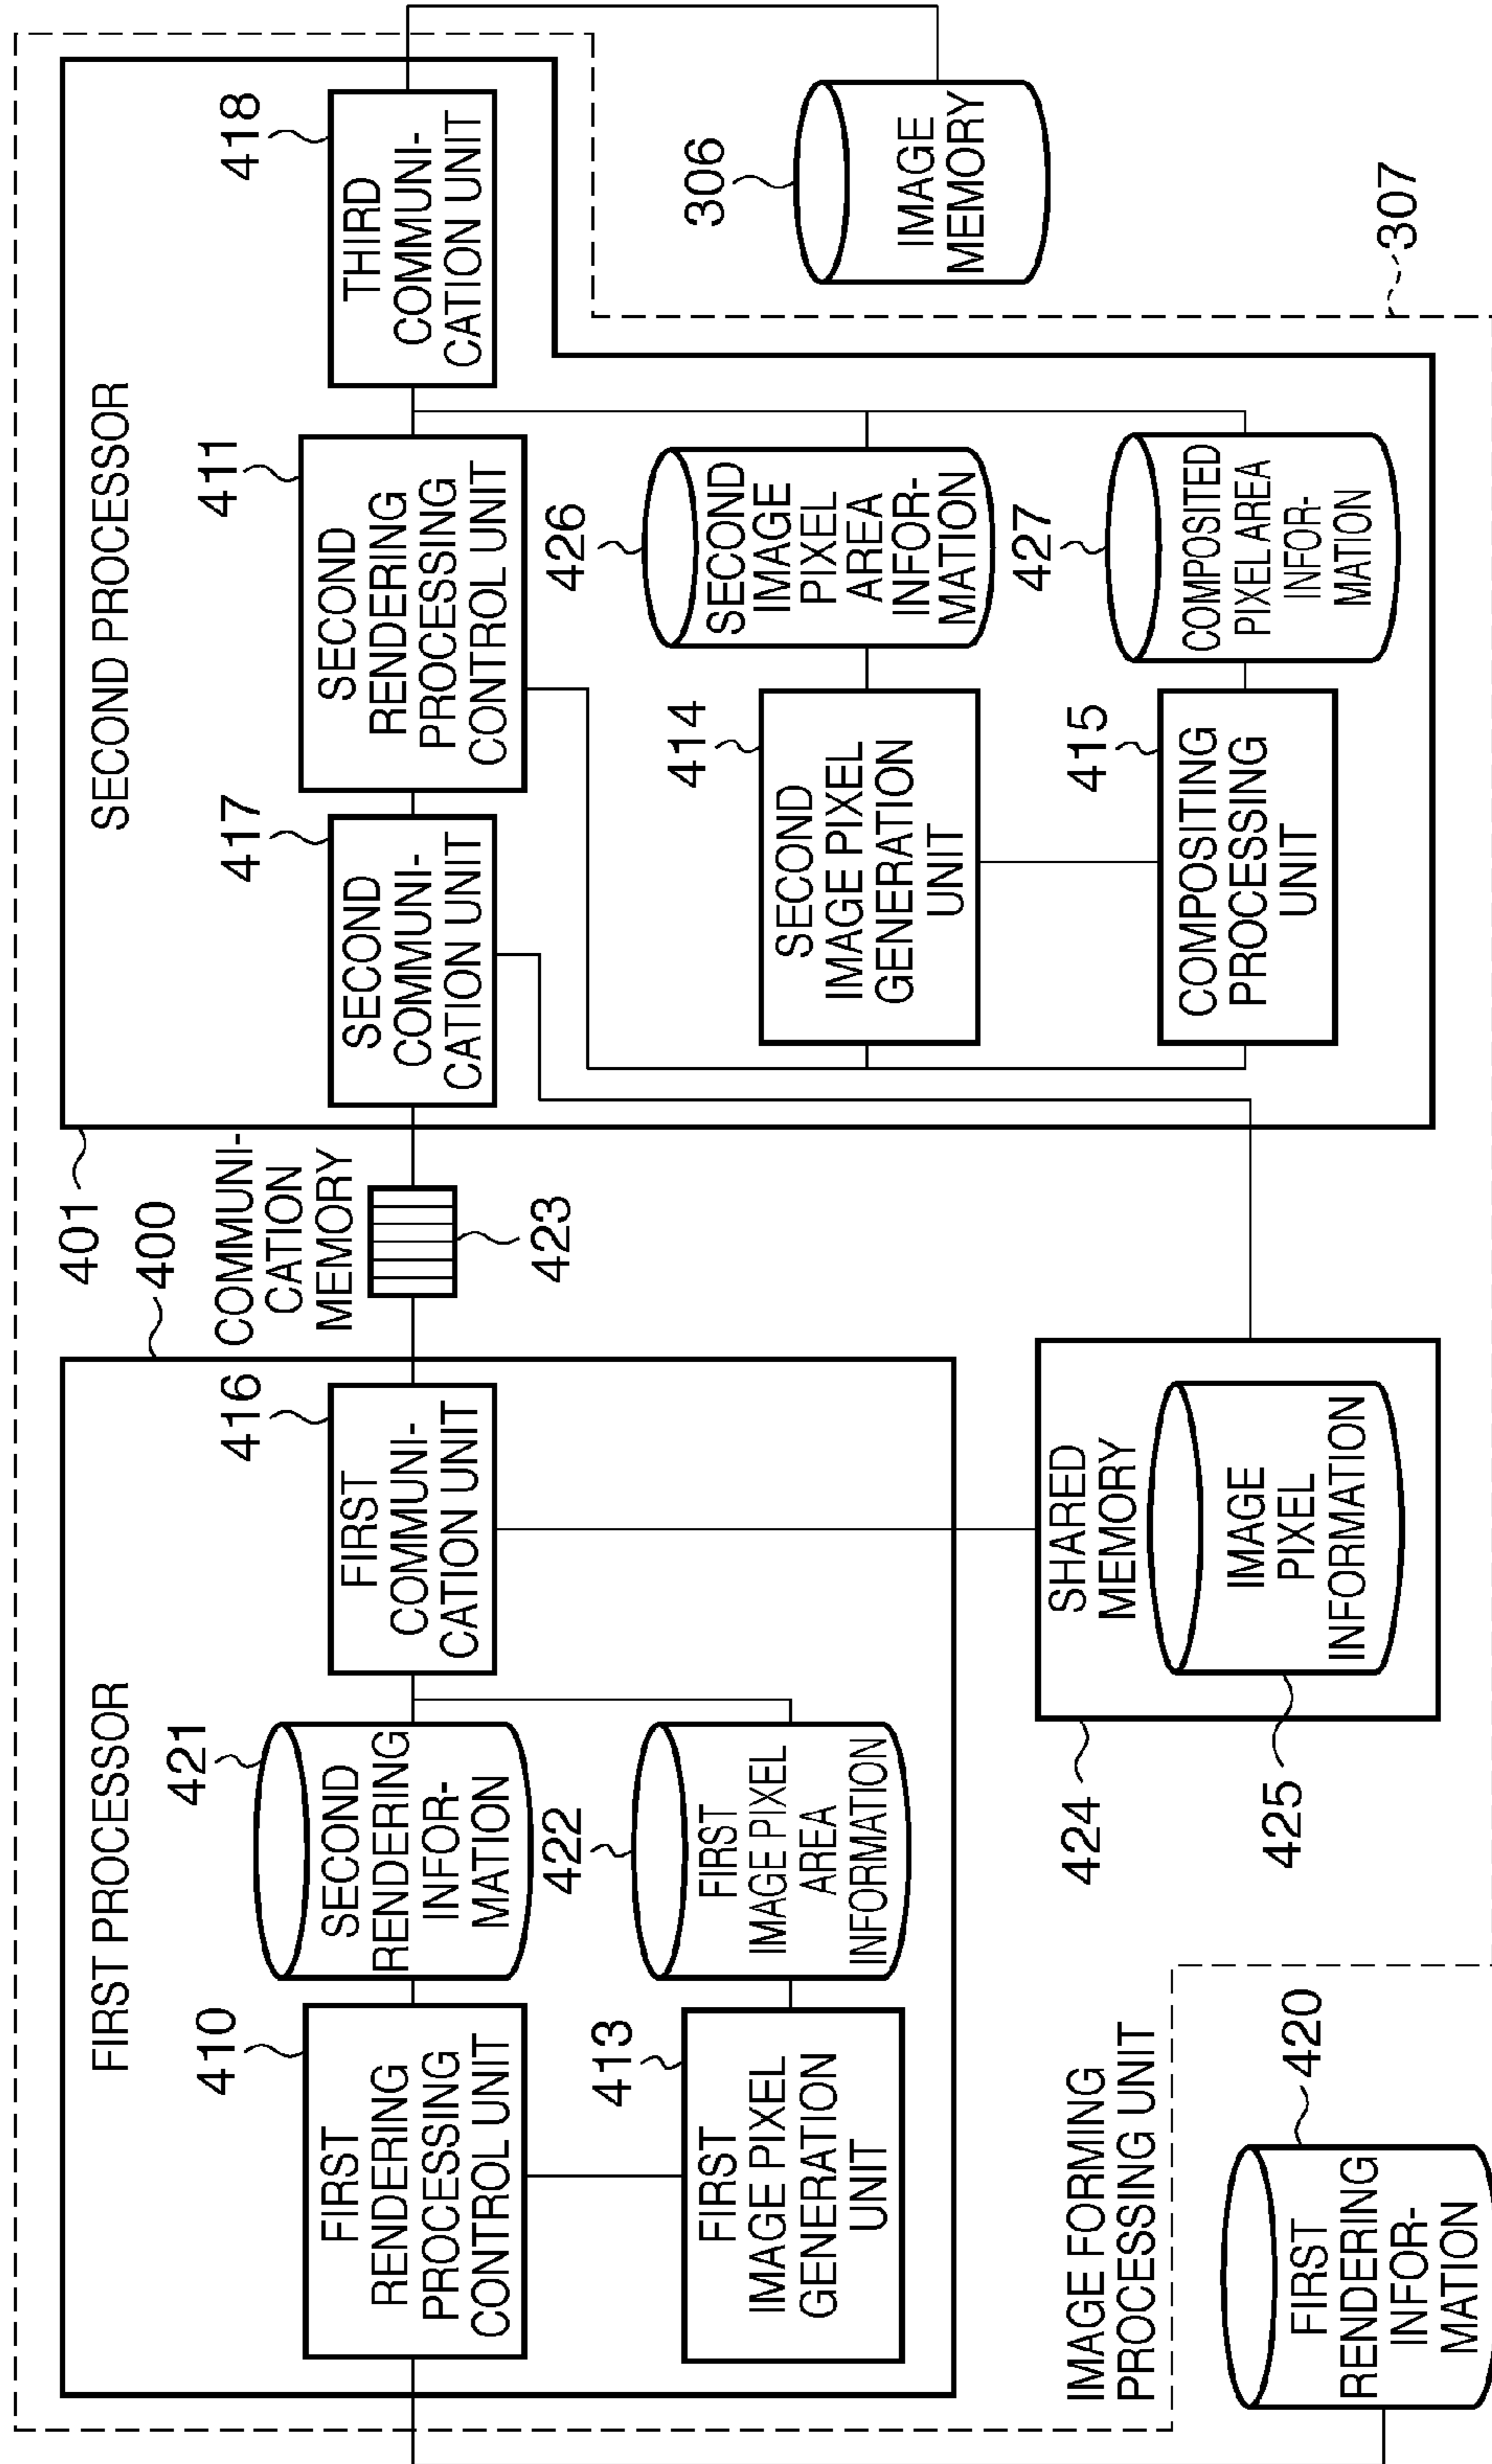 FIRST PROCESSOR
410
FIRST
RENDERING
PROCESSING
CONTROL UNIT
421
SECOND
RENDERING
INFOR-
MATION
416
FIRST
COMMUNI-
CATION UNIT
413
FIRST
IMAGE PIXEL
GENERATION
UNIT
422
FIRST
IMAGE PIXEL
AREA
INFORMATION
400
401
COMMUNI-
CATION
MEMORY
423
SECOND PROCESSOR
417
SECOND
COMMUNI-
CATION UNIT
411
SECOND
RENDERING
PROCESSING
CONTROL UNIT
418
THIRD
COMMUNI-
CATION UNIT
414
SECOND
IMAGE PIXEL
GENERATION
UNIT
426
SECOND
IMAGE
PIXEL
AREA
INFOR-
MATION
415
COMPOSITING
PROCESSING
UNIT
427
COMPOSITED
PIXEL AREA
INFOR-
MATION
306
IMAGE
MEMORY
307
IMAGE FORMING
PROCESSING UNIT
420
FIRST
RENDERING
INFOR-
MATION
424
SHARED
MEMORY
425
IMAGE
PIXEL
INFORMATION